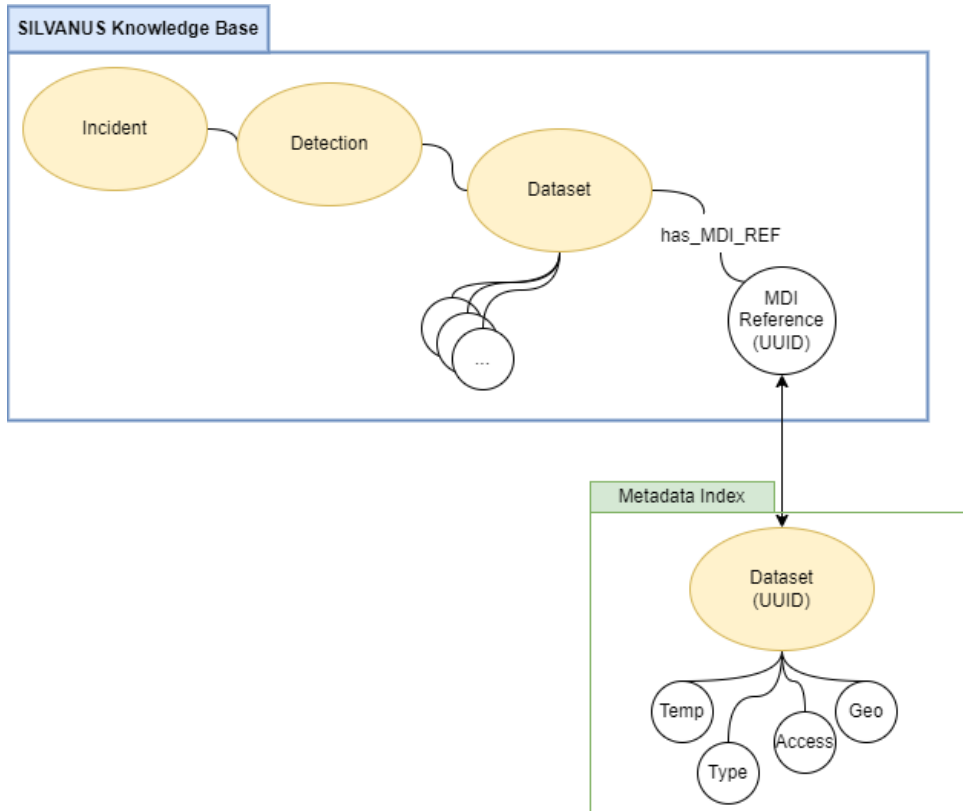 SILVANUS Knowledge Base
Incident
Detection
Dataset
has_MDI_REF
MDI
Reference
(UUID)
...
Metadata Index
Dataset
(UUID)
Temp
Type
Access
Geo